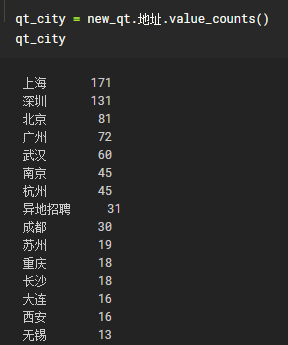 qt_city = new_qt.地址.value_counts()
qt_city
上海 171
深圳 131
北京 81
广州 72
武汉 60
南京 45
杭州 45
异地招聘 31
成都 30
苏州 19
重庆 18
长沙 18
大连 16
西安 16
无锡 13